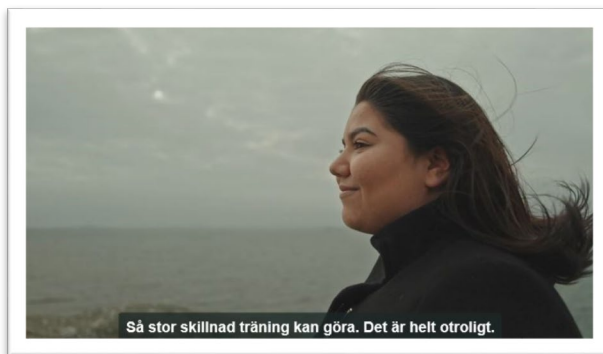 Så stor skillnad träning kan göra. Det är helt otroligt.